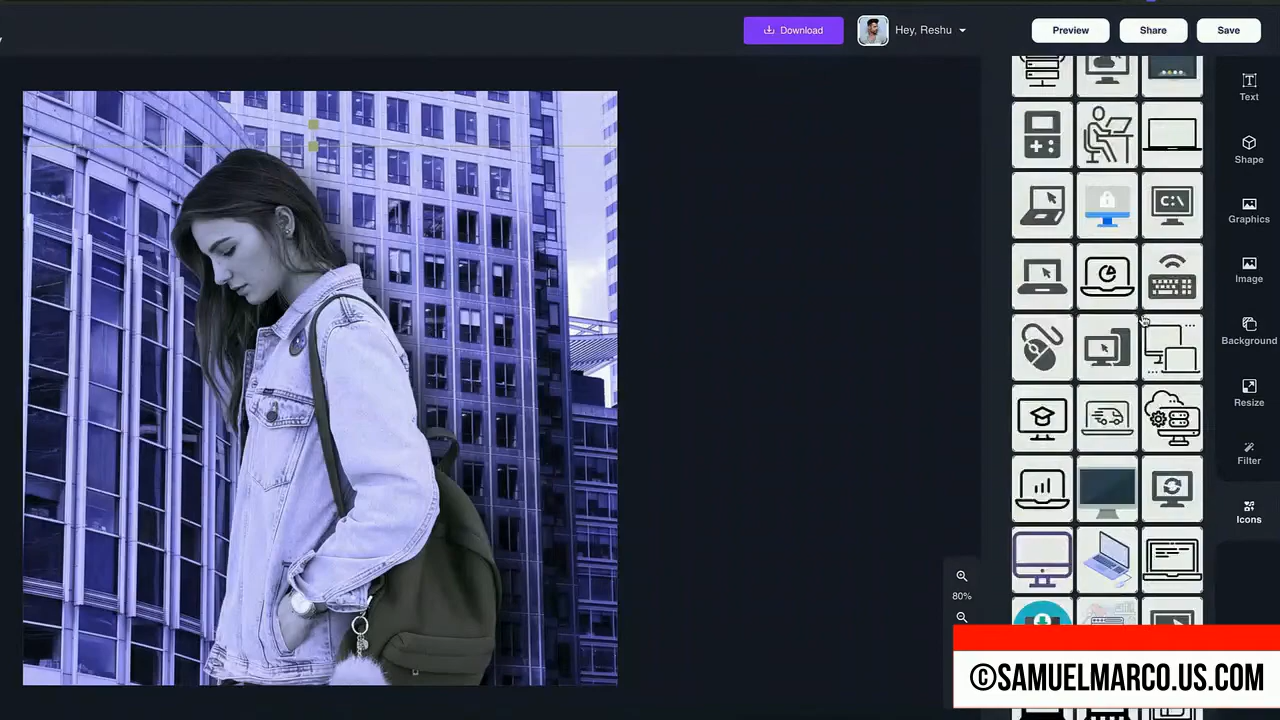 Download
Hey, Reshu
Preview
Share
Save
Text
Shape
Graphics
Image
Background
Resize
Filter
Icons
C:\
80%
©SAMUELMARCO.US.COM